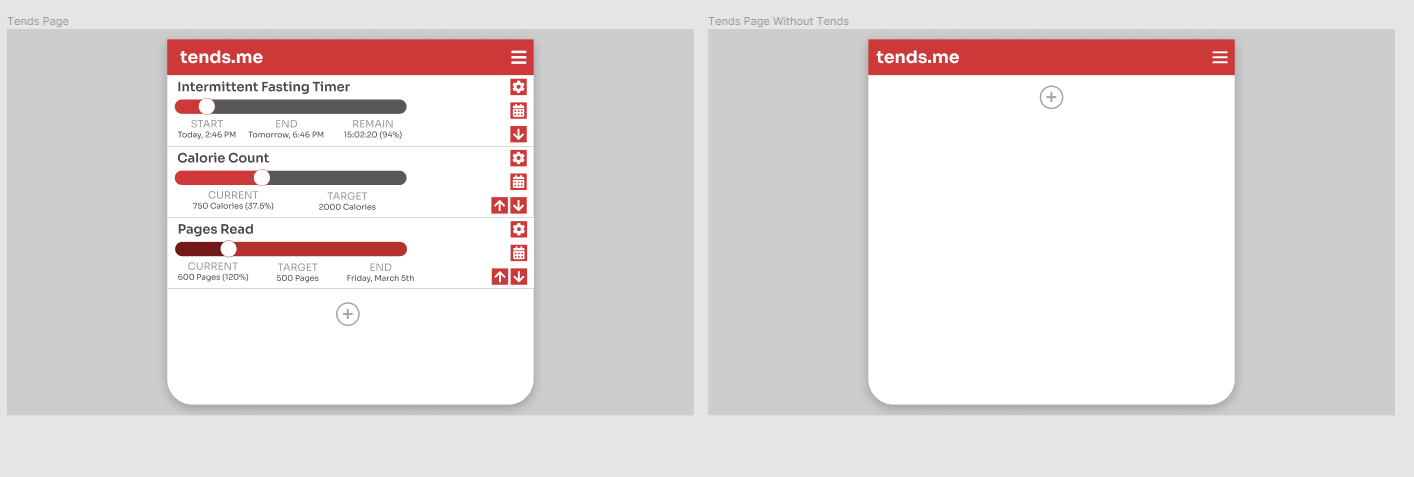 Tends Page
tends.me
Intermittent Fasting Timer
START END REMAIN
Today, 2:46 PM Tomorrow, 6:46 PM 15:02:20 (94%)
Calorie Count
CURRENT TARGET
750 Calories (37.5%) 2000 Calories
Pages Read
CURRENT TARGET END
600 Pages (120%) 500 Pages Friday, March 5th
Tends Page Without Tends
tends.me